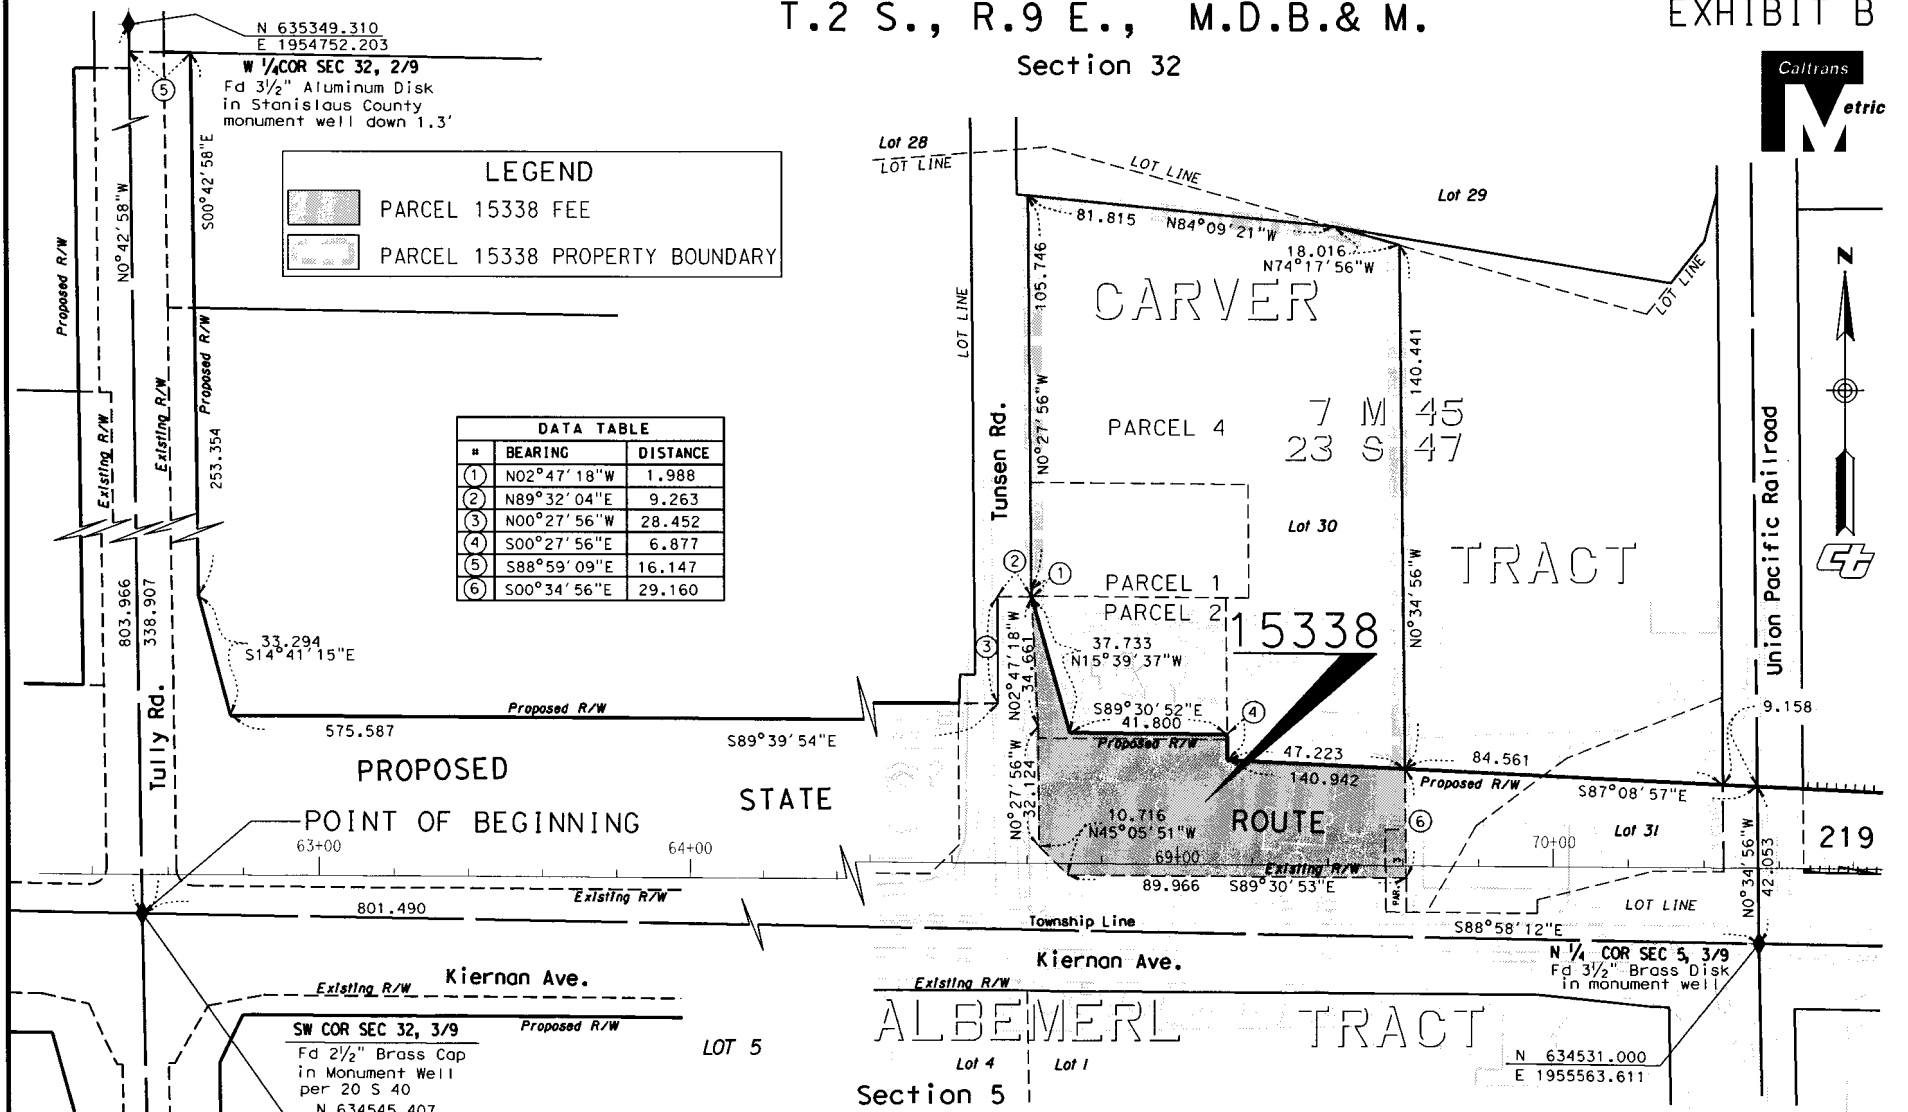 T.2 S., R.9 E., M.D.B.& M.
EXHIBIT B
Section 32
Caltrans
Metric
N 635349.310
E 1954752.203
W 1/4COR SEC 32, 2/9
Fd 3½" Aluminum Disk
in Stanislaus County
monument well down 1.3'
5
LEGEND
PARCEL 15338 FEE
PARCEL 15338 PROPERTY BOUNDARY
Lot 28
LOT LINE
LOT LINE
Lot 29
81.815
N84°09'21"W
18.016
N74°17'56"W
LOT LINE
N
Proposed R/W
N0°42'58"W
S00°42'58"E
Proposed R/W
Existing R/W
Existing R/W
253.354
LOT LINE
105.746
N0°27'56"W
CARVER
140.441
PARCEL 4
7 M 45
23 S 47
Tunsen Rd.
Lot 30
TRACT
Union Pacific Railroad
DATA TABLE
# BEARING DISTANCE
1 N02°47'18"W 1.988
2 N89°32'04"E 9.263
3 N00°27'56"W 28.452
4 S00°27'56"E 6.877
5 S88°59'09"E 16.147
6 S00°34'56"E 29.160
2
1
PARCEL 1
PARCEL 2
15338
N0°34'56"W
ct
803.966
338.907
33.294
S14°41'15"E
3
N02°47'18"W
34.661
37.733
N15°39'37"W
S89°30'52"E
41.800
4
Proposed R/W
Tully Rd.
575.587
Proposed R/W
S89°39'54"E
47.223
140.942
84.561
Proposed R/W
S87°08'57"E
9.158
PROPOSED
STATE
ROUTE
219
N0°27'56"W
32.124
10.716
N45°05'51"W
6
Lot 31
POINT OF BEGINNING
63+00
64+00
69+00
70+00
Existing R/W
PAR. 3
N0°34'56"W
42.053
Existing R/W
89.966
S89°30'53"E
LOT LINE
801.490
Township Line
S88°58'12"E
Kiernan Ave.
Kiernan Ave.
N 1/4 COR SEC 5, 3/9
Fd 3½" Brass Disk
in monument well
Existing R/W
Existing R/W
SW COR SEC 32, 3/9
Proposed R/W
Fd 2½" Brass Cap
in Monument Well
per 20 S 40
N 634545.407
LOT 5
ALBEMERL TRACT
Lot 4
Lot 1
Section 5
N 634531.000
E 1955563.611